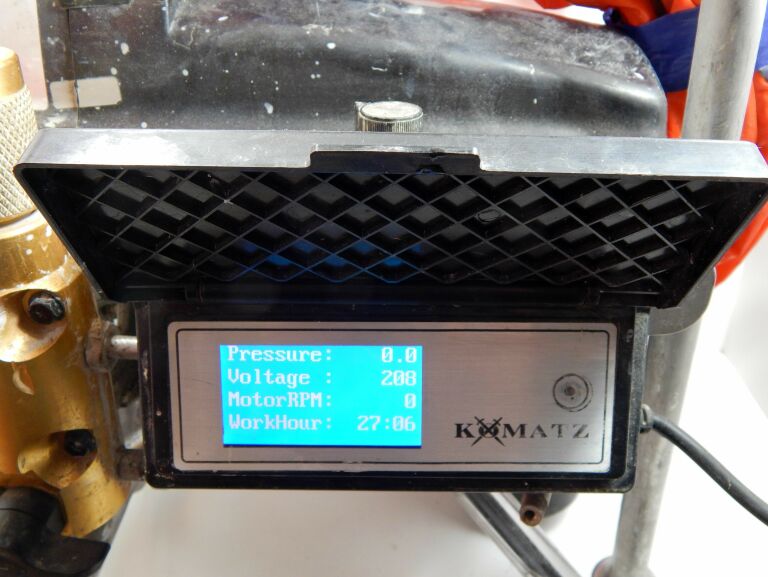 Pressure: 0.0
Voltage : 208
MotorRPM: 0
WorkHour: 27:06
KOMATZ